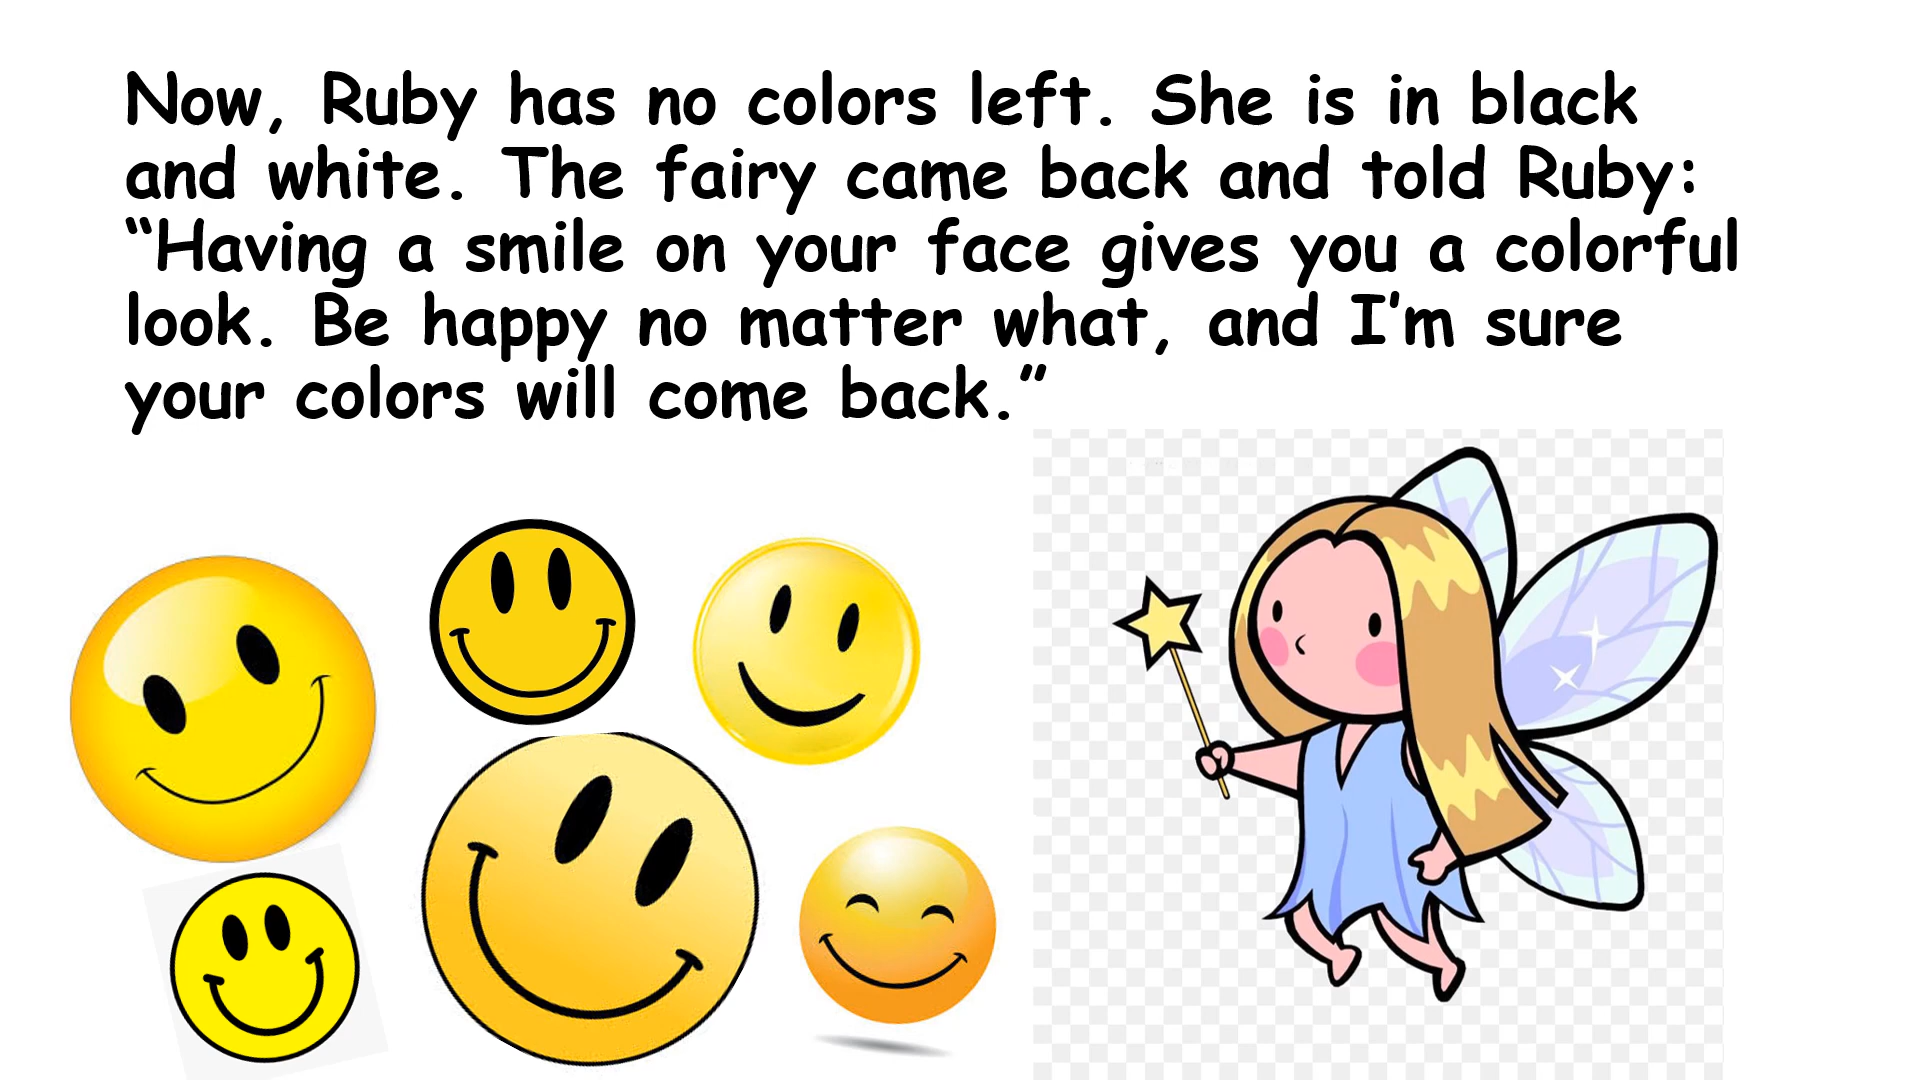 Now, Ruby has no colors left. She is in black
and white. The fairy came back and told Ruby:
“Having a smile on your face gives you a colorful
look. Be happy no matter what, and I’m sure
your colors will come back.”